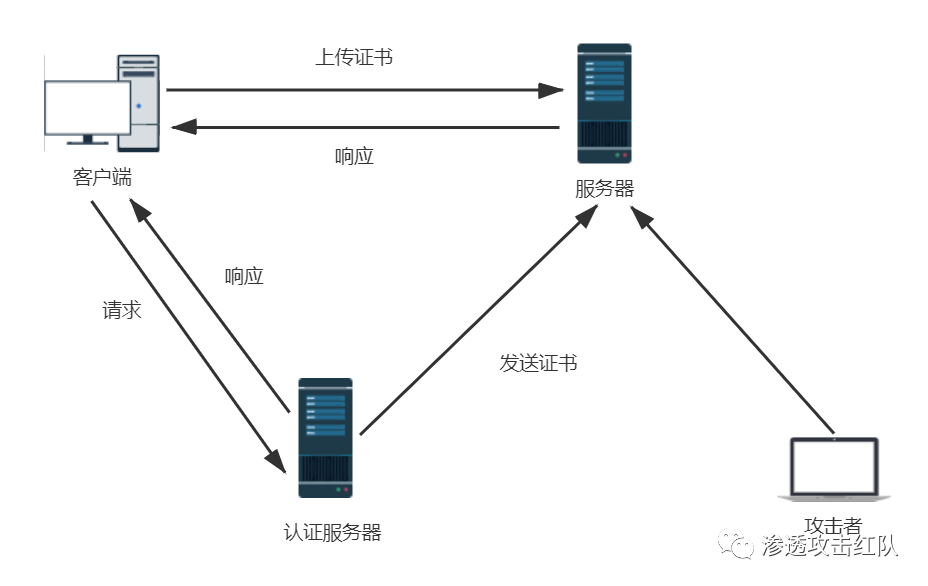 上传证书
响应
客户端
服务器
响应
请求
发送证书
认证服务器
攻击者
渗透攻击红队